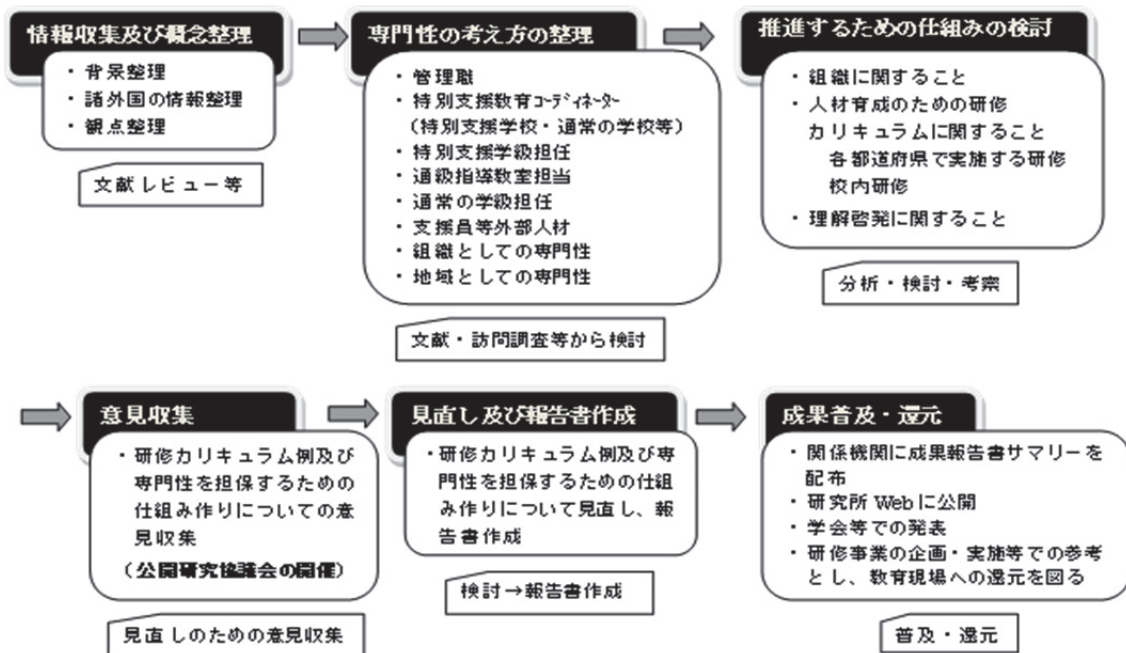 情報収集及び概念整理
・背景整理
・諸外国の情報整理
・観点整理
文献レビュー等
専門性の考え方の整理
・管理職
・特別支援教育ｺｰﾃﾞｨﾈｰﾀｰ
（特別支援学校・通常の学校等）
・特別支援学級担任
・通級指導教室担当
・通常の学級担任
・支援員等外部人材
・組織としての専門性
・地域としての専門性
文献・訪問調査等から検討
推進するための仕組みの検討
・組織に関すること
・人材育成のための研修
カリキュラムに関すること
各都道府県で実施する研修
校内研修
・理解啓発に関すること
分析・検討・考察
意見収集
・研修カリキュラム例及び
専門性を担保するための
仕組み作りについての意
見収集
（公開研究協議会の開催）
見直しのための意見収集
見直し及び報告書作成
・研修カリキュラム例及び専
門性を担保するための仕組
み作りについて見直し、報
告書作成
検討→報告書作成
成果普及・還元
・関係機関に成果報告書サマリーを
配布
・研究所 Web に公開
・学会等での発表
・研修事業の企画・実施等での参考
とし、教育現場への還元を図る
普及・還元